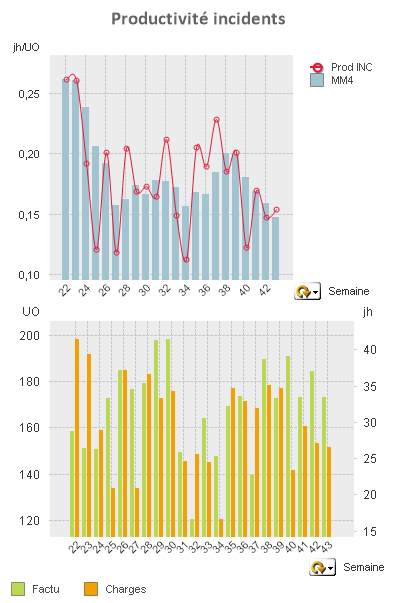 Productivité incidents
jh/UO
Prod INC
MM4
0,25
0,20
0,15
0,10
22 24 26 28 30 32 34 36 38 40 42
Semaine
UO jh
200 40
180 35
160 30
140 25
120 20
15
22 23 24 25 26 27 28 29 30 31 32 33 34 35 36 37 38 39 40 41 42 43
Semaine
Factu Charges